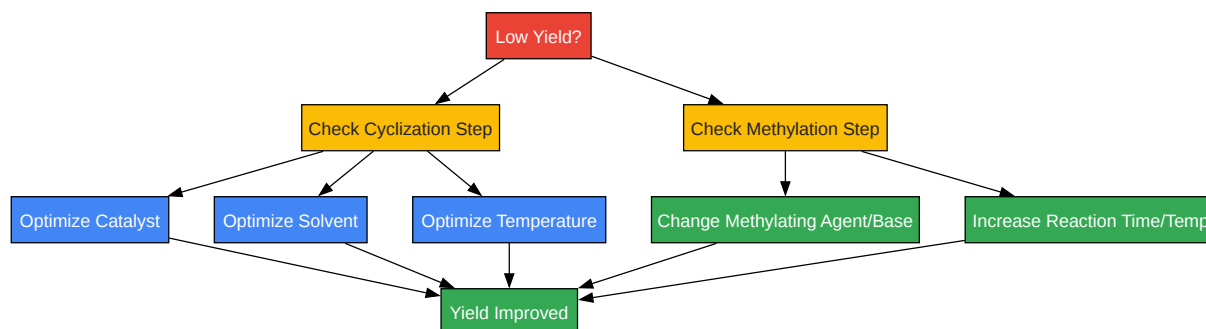 Low Yield?
Check Cyclization Step
Check Methylation Step
Optimize Catalyst
Optimize Solvent
Optimize Temperature
Change Methylating Agent/Base
Increase Reaction Time/Temp
Yield Improved